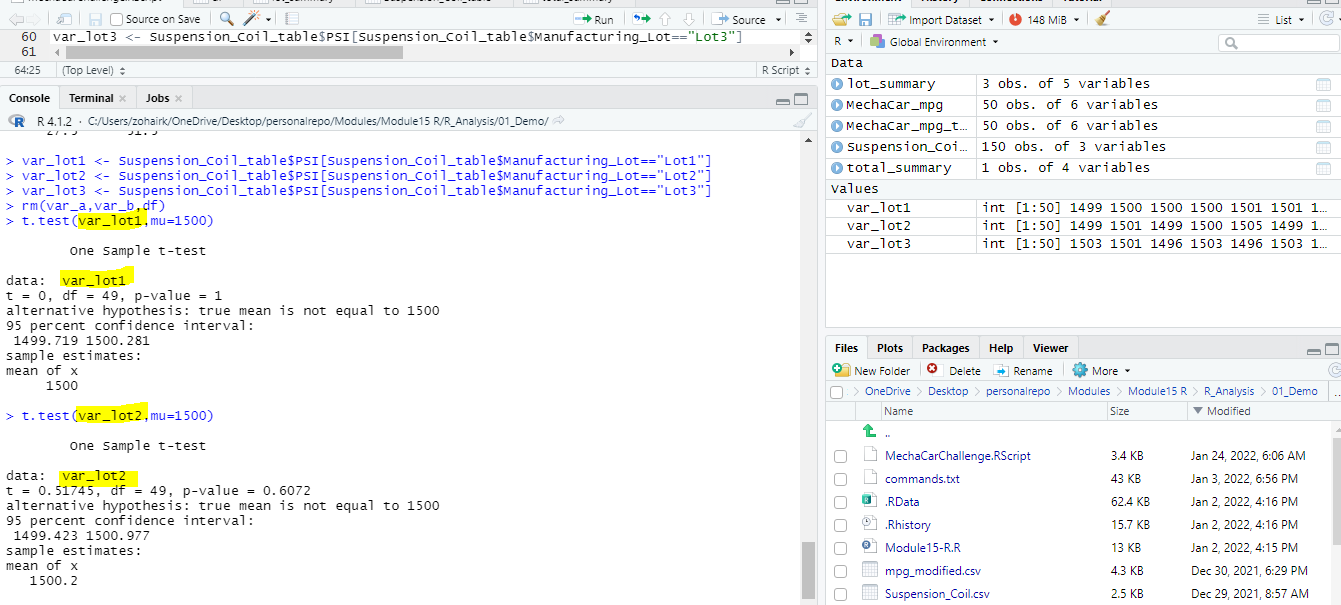 Source on Save
Run
Source
60 var_lot3 <- Suspension_Coil_table$PSI[Suspension_Coil_table$Manufacturing_Lot=="Lot3"]
61
64:25 (Top Level) R Script
Console Terminal Jobs
R 4.1.2 · C:/Users/zohairk/OneDrive/Desktop/personalrepo/Modules/Module15 R/R_Analysis/01_Demo/
> var_lot1 <- Suspension_Coil_table$PSI[Suspension_Coil_table$Manufacturing_Lot=="Lot1"]
> var_lot2 <- Suspension_Coil_table$PSI[Suspension_Coil_table$Manufacturing_Lot=="Lot2"]
> var_lot3 <- Suspension_Coil_table$PSI[Suspension_Coil_table$Manufacturing_Lot=="Lot3"]
> rm(var_a,var_b,df)
> t.test(var_lot1,mu=1500)
One Sample t-test
data: var_lot1
t = 0, df = 49, p-value = 1
alternative hypothesis: true mean is not equal to 1500
95 percent confidence interval:
1499.719 1500.281
sample estimates:
mean of x
1500
> t.test(var_lot2,mu=1500)
One Sample t-test
data: var_lot2
t = 0.51745, df = 49, p-value = 0.6072
alternative hypothesis: true mean is not equal to 1500
95 percent confidence interval:
1499.423 1500.977
sample estimates:
mean of x
1500.2
Import Dataset 148 MiB List
R Global Environment
Data
lot_summary 3 obs. of 5 variables
MechaCar_mpg 50 obs. of 6 variables
MechaCar_mpg_t… 50 obs. of 6 variables
Suspension_Coi… 150 obs. of 3 variables
total_summary 1 obs. of 4 variables
Values
var_lot1 int [1:50] 1499 1500 1500 1500 1501 1501 1…
var_lot2 int [1:50] 1499 1501 1499 1500 1505 1499 1…
var_lot3 int [1:50] 1503 1501 1496 1503 1496 1503 1…
Files Plots Packages Help Viewer
New Folder Delete Rename More
OneDrive > Desktop > personalrepo > Modules > Module15 R > R_Analysis > 01_Demo
Name Size Modified
..
MechaCarChallenge.RScript 3.4 KB Jan 24, 2022, 6:06 AM
commands.txt 43 KB Jan 3, 2022, 6:56 PM
.RData 62.4 KB Jan 2, 2022, 4:16 PM
.Rhistory 15.7 KB Jan 2, 2022, 4:16 PM
Module15-R.R 13 KB Jan 2, 2022, 4:15 PM
mpg_modified.csv 4.3 KB Dec 30, 2021, 6:29 PM
Suspension_Coil.csv 2.5 KB Dec 29, 2021, 8:57 AM